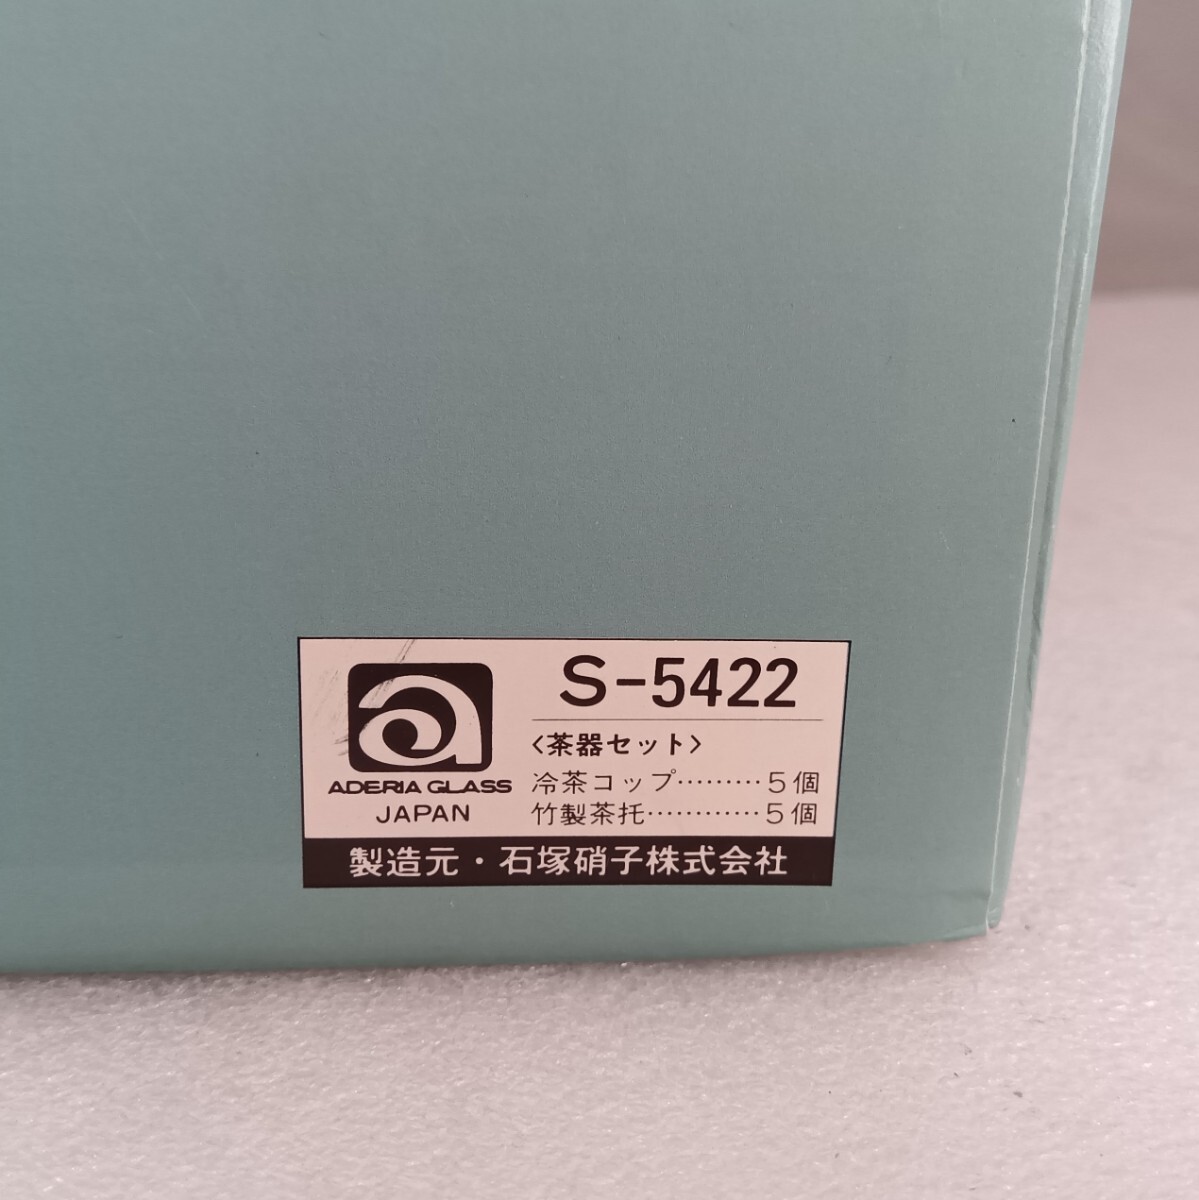 ADERIA GLASS
JAPAN
S-5422
〈茶器セット〉
冷茶コップ………5個
竹製茶托…………5個
製造元・石塚硝子株式会社